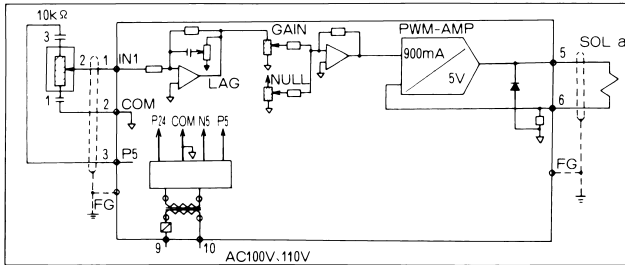 10kΩ
3
2
1
1
IN1
2
COM
3
P5
FG
LAG
GAIN
NULL
PWM-AMP
900mA
5V
5
SOL a
6
FG
P24 COM N5 P5
9
10
AC100V、110V